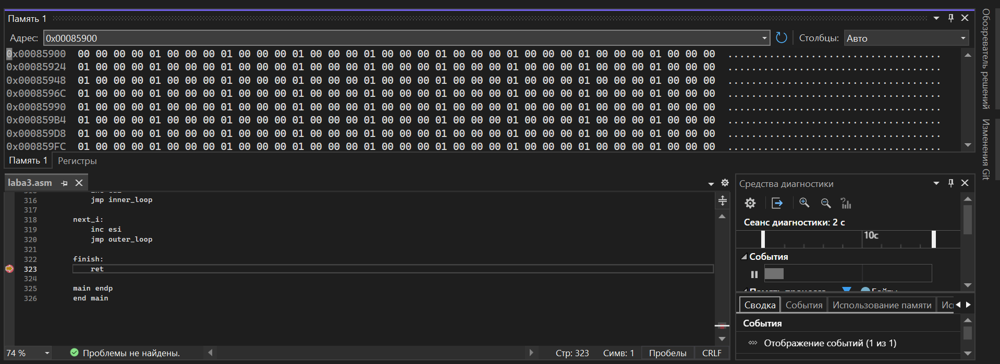 Память 1
Адрес: 0x00085900 Столбцы: Авто
0x00085900 00 00 00 00 01 00 00 00 01 00 00 00 01 00 00 00 01 00 00 00 01 00 00 00 01 00 00 00 01 00 00 00 01 00 00 00 ....................................
0x00085924 01 00 00 00 01 00 00 00 01 00 00 00 01 00 00 00 01 00 00 00 01 00 00 00 01 00 00 00 01 00 00 00 01 00 00 00 ....................................
0x00085948 01 00 00 00 01 00 00 00 01 00 00 00 01 00 00 00 01 00 00 00 01 00 00 00 01 00 00 00 01 00 00 00 01 00 00 00 ....................................
0x0008596C 01 00 00 00 01 00 00 00 01 00 00 00 01 00 00 00 01 00 00 00 01 00 00 00 01 00 00 00 01 00 00 00 01 00 00 00 ....................................
0x00085990 01 00 00 00 01 00 00 00 01 00 00 00 01 00 00 00 01 00 00 00 01 00 00 00 01 00 00 00 01 00 00 00 01 00 00 00 ....................................
0x000859B4 01 00 00 00 01 00 00 00 01 00 00 00 01 00 00 00 01 00 00 00 01 00 00 00 01 00 00 00 01 00 00 00 01 00 00 00 ....................................
0x000859D8 01 00 00 00 01 00 00 00 01 00 00 00 01 00 00 00 01 00 00 00 01 00 00 00 01 00 00 00 01 00 00 00 01 00 00 00 ....................................
0x000859FC 01 00 00 00 01 00 00 00 01 00 00 00 01 00 00 00 01 00 00 00 01 00 00 00 01 00 00 00 01 00 00 00 01 00 00 00 ....................................
Память 1 Регистры
Обозреватель решений
Изменения Git
laba3.asm
316 jmp inner_loop
317
318 next_i:
319 inc esi
320 jmp outer_loop
321
322 finish:
323 ret
324
325 main endp
326 end main
74 % Проблемы не найдены. Стр: 323 Симв: 1 Пробелы CRLF
Средства диагностики
Сеанс диагностики: 2 с
10с
События
Сводка События Использование памяти
События
Отображение событий (1 из 1)